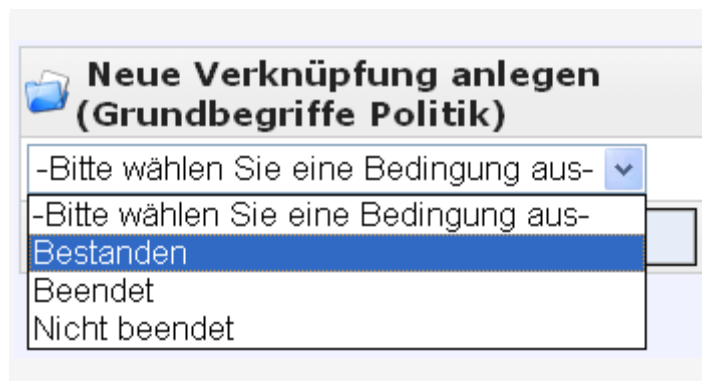 Neue Verknüpfung anlegen
(Grundbegriffe Politik)
-Bitte wählen Sie eine Bedingung aus-
-Bitte wählen Sie eine Bedingung aus-
Bestanden
Beendet
Nicht beendet